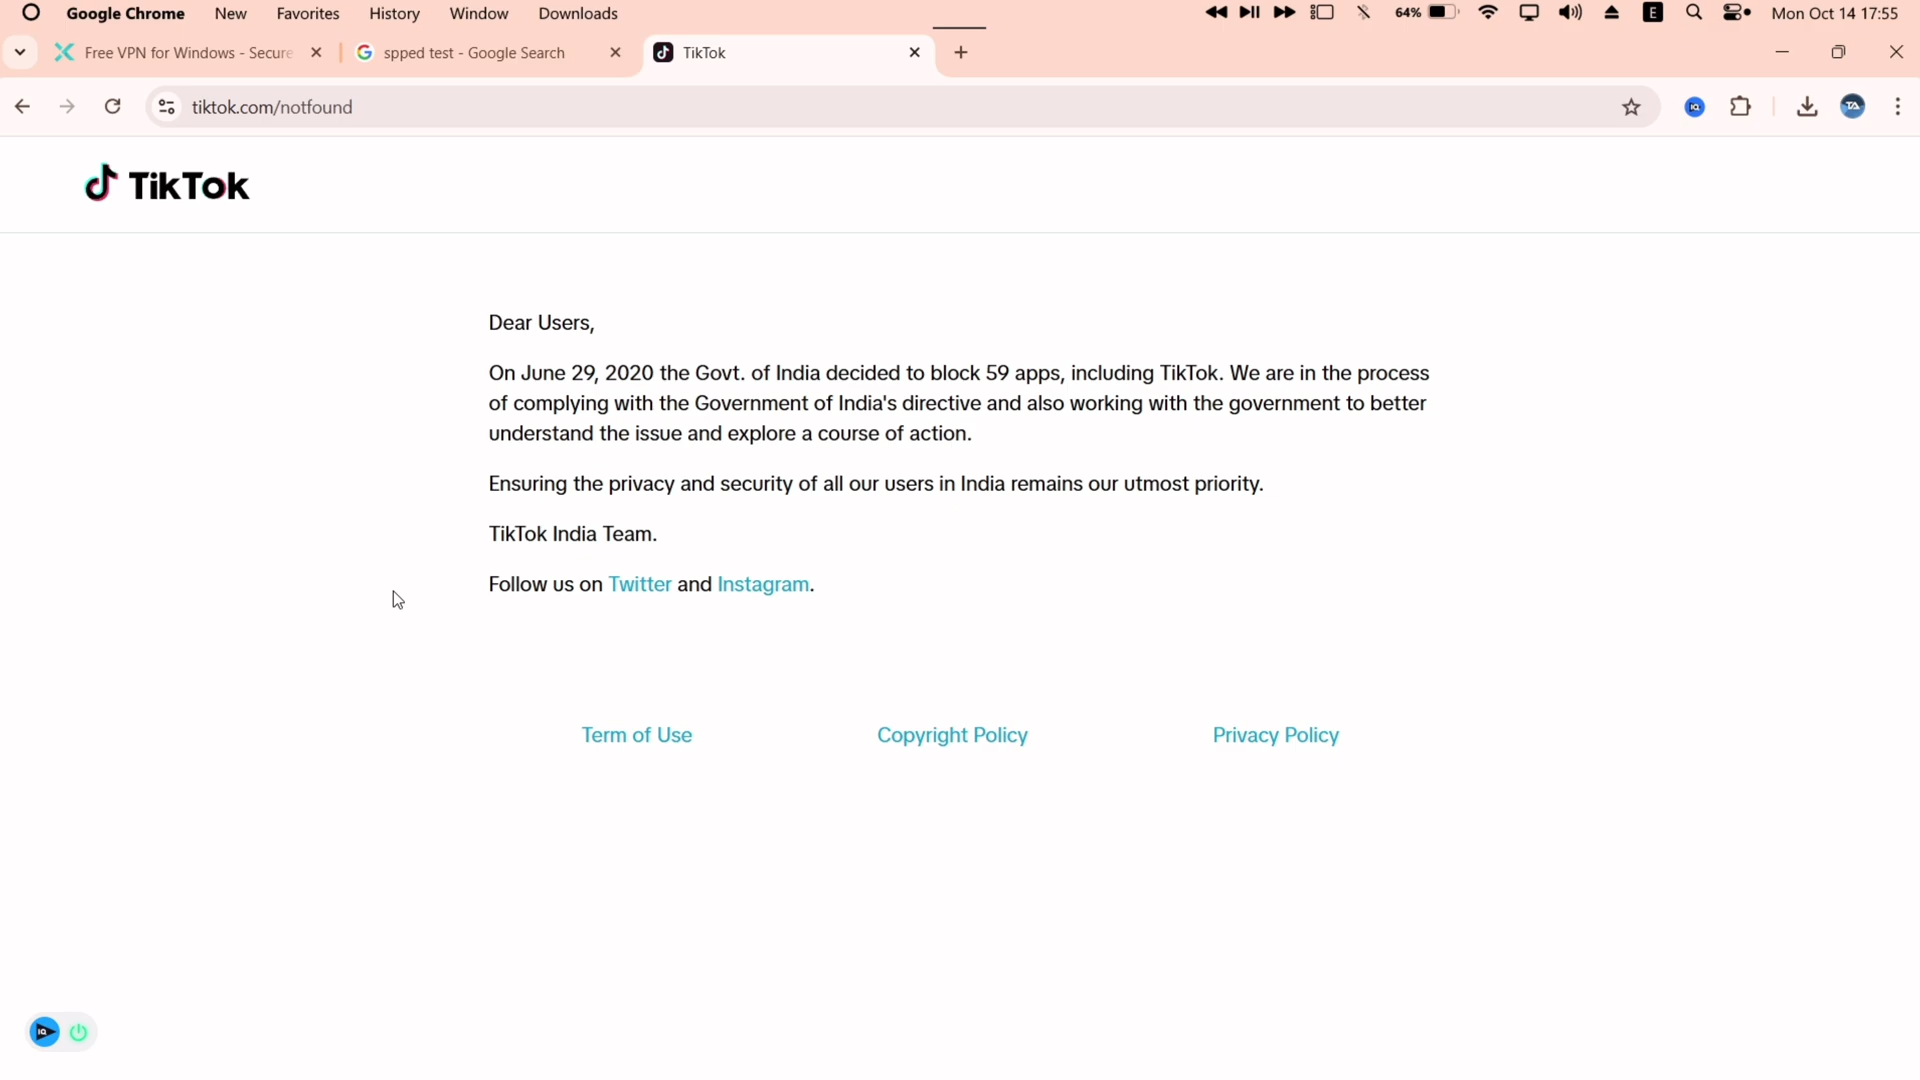 Google Chrome New Favorites History Window Downloads 64% E Mon Oct 14 17:55
Free VPN for Windows - Secure spped test - Google Search TikTok
tiktok.com/notfound IQ TA
TikTok
Dear Users,
On June 29, 2020 the Govt. of India decided to block 59 apps, including TikTok. We are in the process
of complying with the Government of India's directive and also working with the government to better
understand the issue and explore a course of action.
Ensuring the privacy and security of all our users in India remains our utmost priority.
TikTok India Team.
Follow us on Twitter and Instagram.
Term of Use Copyright Policy Privacy Policy
IQ